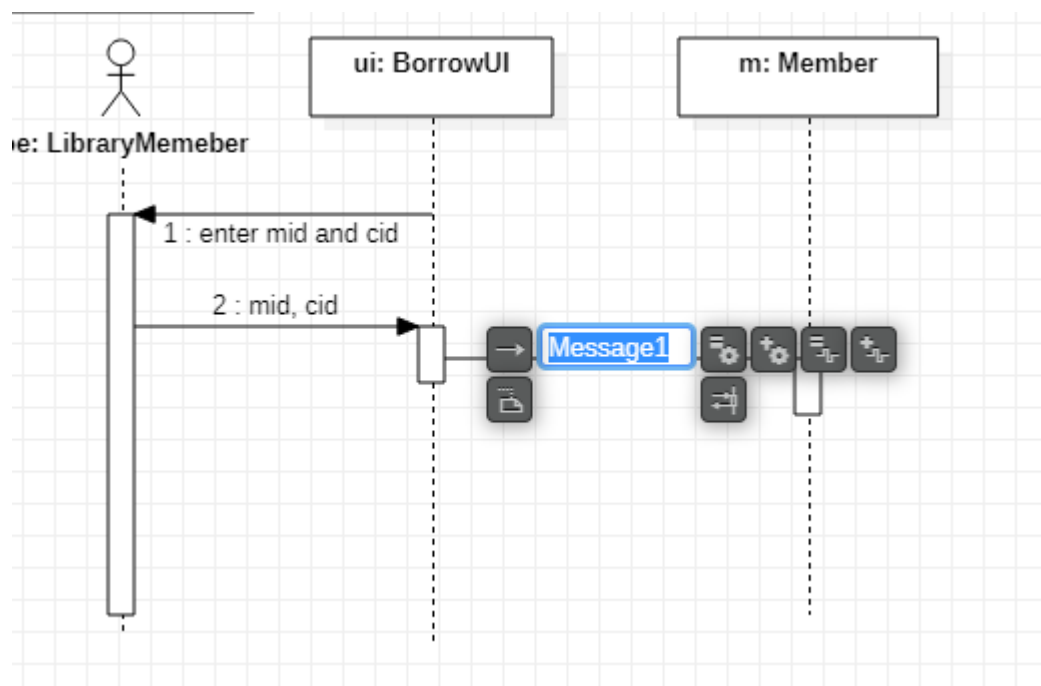 ui: BorrowUI
m: Member
e: LibraryMemeber
1 : enter mid and cid
2 : mid, cid
Message1